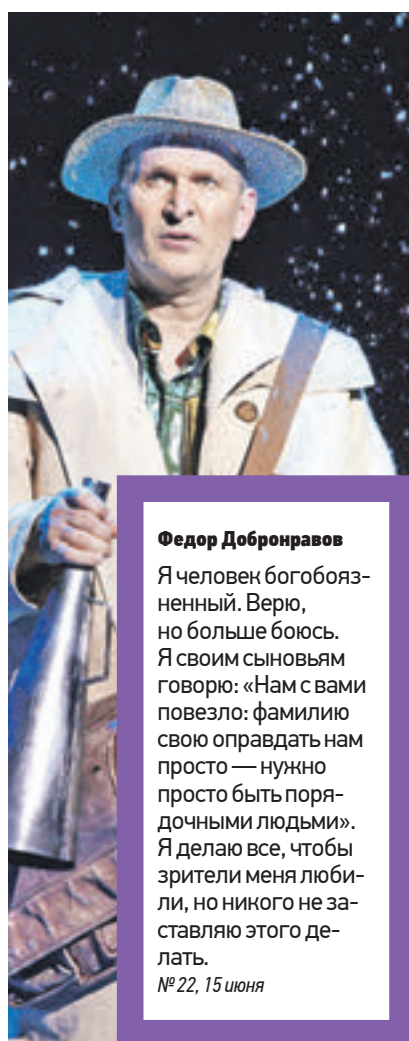 Федор Добронравов
Я человек богобояз-
ненный. Верю,
но больше боюсь.
Я своим сыновьям
говорю: «Нам с вами
повезло: фамилию
свою оправдать нам
просто — нужно
просто быть поря-
дочными людьми».
Я делаю все, чтобы
зрители меня люби-
ли, но никого не за-
ставляю этого де-
лать.
№ 22, 15 июня